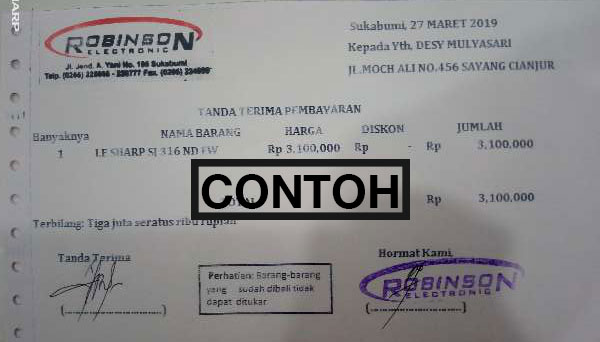 ARP
ROBINSON
ELECTRONIC
Jl. Jend. A. Yani No. 186 Sukabumi
Telp. (0266) 228888 - 238777 Fax. (0266) 224699
Sukabumi, 27 MARET 2019
Kepada Yth, DESY MULYASARI
JL.MOCH ALI NO.456 SAYANG CIANJUR
TANDA TERIMA PEMBAYARAN
Banyaknya NAMA BARANG HARGA DISKON JUMLAH
1 LE SHARP SJ 316 ND FW Rp 3,100,000 Rp - Rp 3,100,000
CONTOH
Rp 3,100,000
Terbilang: Tiga juta seratus ribu rupiah
Tanda Terima Hormat Kami,
Perhatian: Barang-barang
yang sudah dibeli tidak
dapat ditukar
ROBINSON
ELECTRONIC
(....................) (....................)